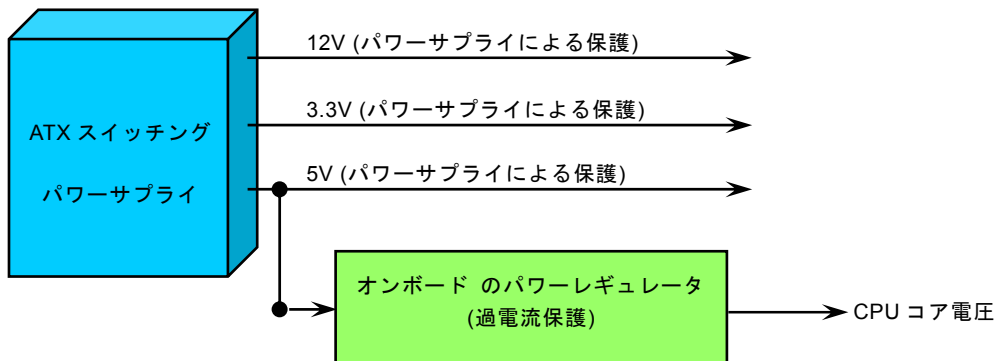 12V (パワーサプライによる保護)
3.3V (パワーサプライによる保護)
5V (パワーサプライによる保護)
ATX スイッチング
パワーサプライ
オンボード のパワーレギュレータ
(過電流保護)
CPU コア電圧